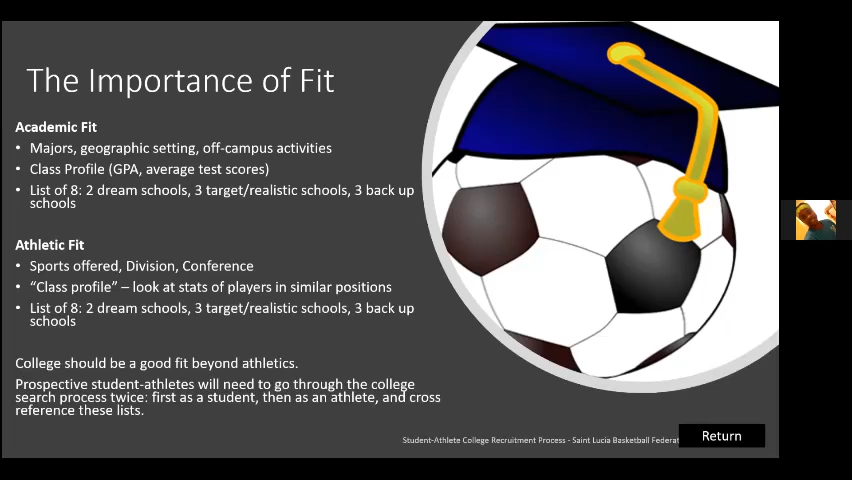 The Importance of Fit
Academic Fit
• Majors, geographic setting, off-campus activities
• Class Profile (GPA, average test scores)
• List of 8: 2 dream schools, 3 target/realistic schools, 3 back up
schools
Athletic Fit
• Sports offered, Division, Conference
• “Class profile” – look at stats of players in similar positions
• List of 8: 2 dream schools, 3 target/realistic schools, 3 back up
schools
College should be a good fit beyond athletics.
Prospective student-athletes will need to go through the college
search process twice: first as a student, then as an athlete, and cross
reference these lists.
Student-Athlete College Recruitment Process - Saint Lucia Basketball Federat
Return